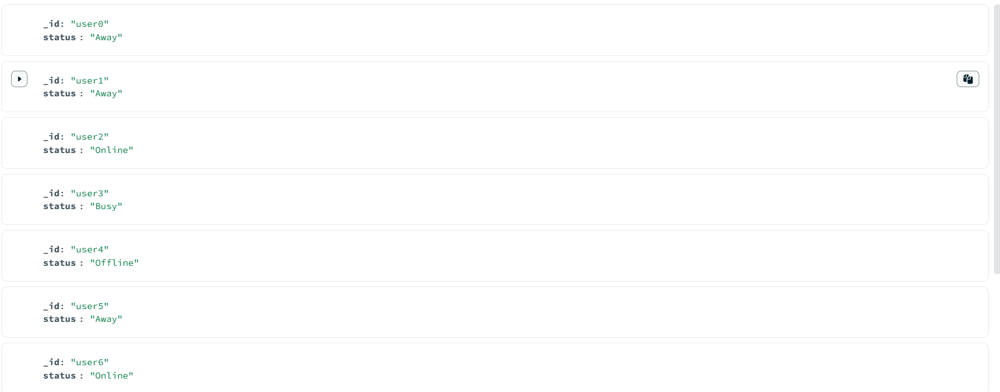 _id: "user0"
status : "Away"
_id: "user1"
status : "Away"
_id: "user2"
status : "Online"
_id: "user3"
status : "Busy"
_id: "user4"
status : "Offline"
_id: "user5"
status : "Away"
_id: "user6"
status : "Online"